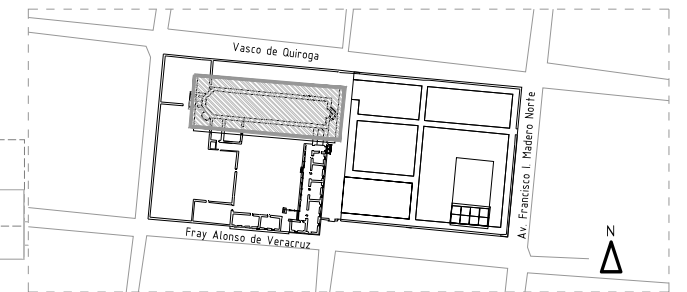 Vasco de Quiroga
Av. Francisco I. Madero Norte
Fray Alonso de Veracruz
N